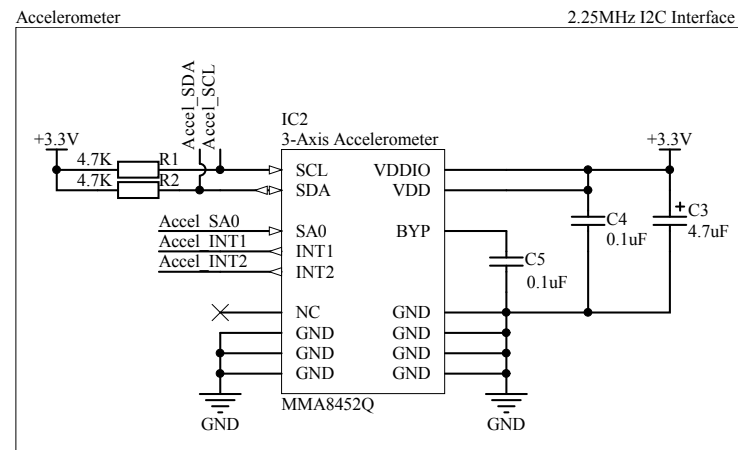 Accelerometer
2.25MHz I2C Interface
Accel_SDA
Accel_SCL
IC2
3-Axis Accelerometer
+3.3V
+3.3V
4.7K R1
4.7K R2
SCL VDDIO
SDA VDD
C3
4.7uF
C4
0.1uF
Accel_SA0 SA0 BYP
Accel_INT1 INT1
Accel_INT2 INT2
C5
0.1uF
NC GND
GND GND
GND GND
GND GND
MMA8452Q
GND
GND